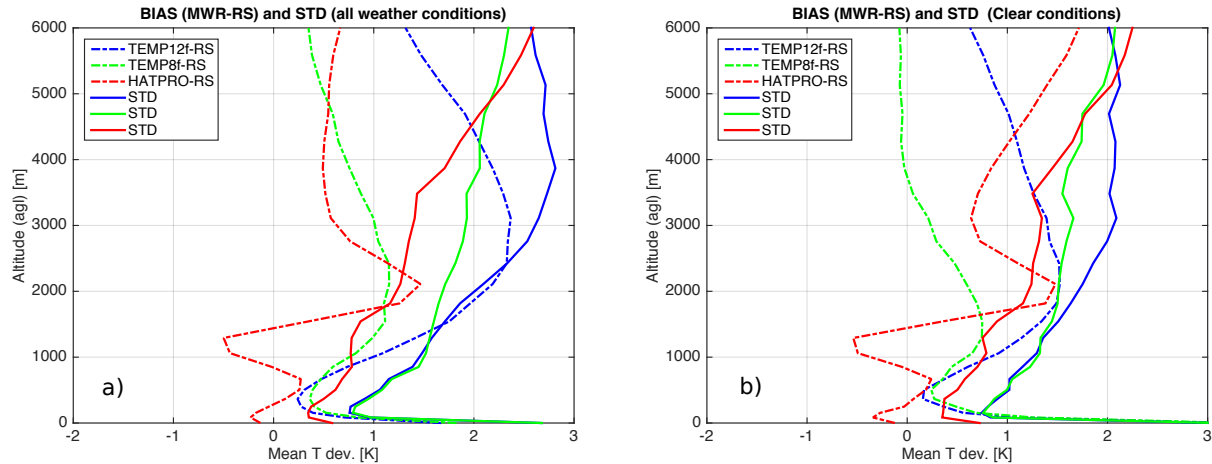 BIAS (MWR-RS) and STD (all weather conditions)
6000
5000
4000
3000
2000
1000
0
Altitude (agl) [m]
TEMP12f-RS
TEMP8f-RS
HATPRO-RS
STD
STD
STD
a)
-2 -1 0 1 2 3
Mean T dev. [K]
BIAS (MWR-RS) and STD (Clear conditions)
6000
5000
4000
3000
2000
1000
0
Altitude (agl) [m]
TEMP12f-RS
TEMP8f-RS
HATPRO-RS
STD
STD
STD
b)
-2 -1 0 1 2 3
Mean T dev. [K]